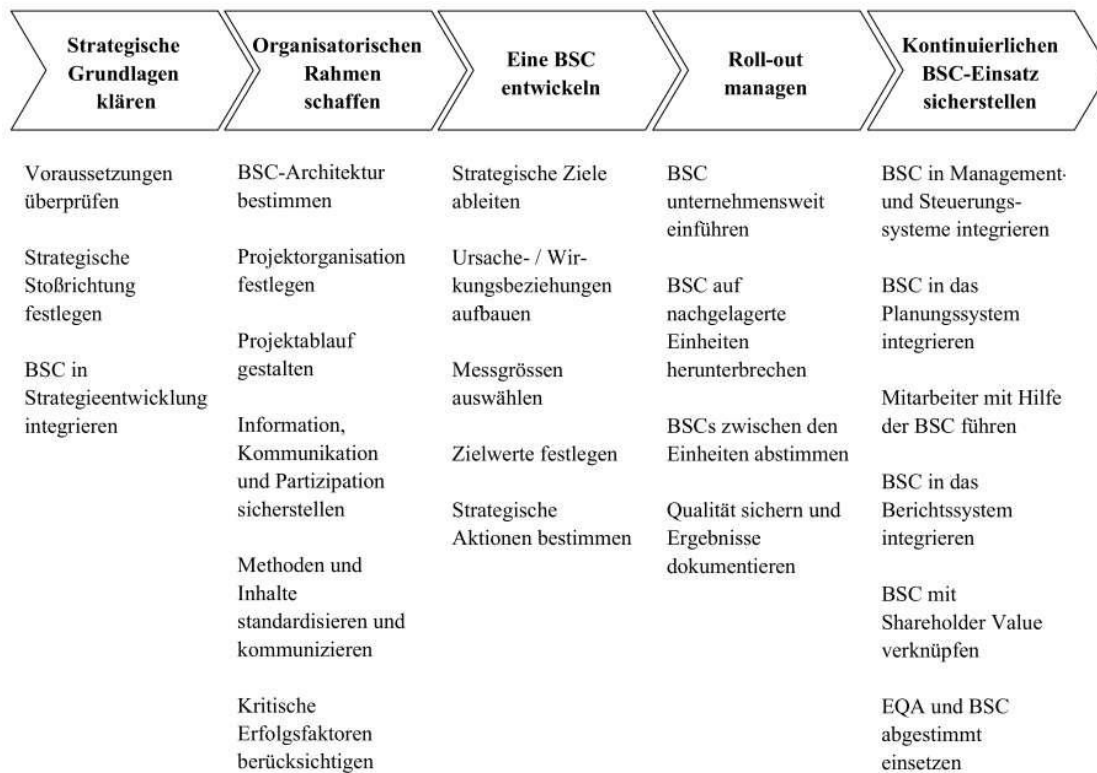 Strategische
Grundlagen
klären
Organisatorischen
Rahmen
schaffen
Eine BSC
entwickeln
Roll-out
managen
Kontinuierlichen
BSC-Einsatz
sicherstellen
Voraussetzungen
überprüfen
Strategische
Stoßrichtung
festlegen
BSC in
Strategieentwicklung
integrieren
BSC-Architektur
bestimmen
Projektorganisation
festlegen
Projektablauf
gestalten
Information,
Kommunikation
und Partizipation
sicherstellen
Methoden und
Inhalte
standardisieren und
kommunizieren
Kritische
Erfolgsfaktoren
berücksichtigen
Strategische Ziele
ableiten
Ursache- / Wir-
kungsbeziehungen
aufbauen
Messgrössen
auswählen
Zielwerte festlegen
Strategische
Aktionen bestimmen
BSC
unternehmensweit
einführen
BSC auf
nachgelagerte
Einheiten
herunterbrechen
BSCs zwischen den
Einheiten abstimmen
Qualität sichern und
Ergebnisse
dokumentieren
BSC in Management-
und Steuerungs-
systeme integrieren
BSC in das
Planungssystem
integrieren
Mitarbeiter mit Hilfe
der BSC führen
BSC in das
Berichtssystem
integrieren
BSC mit
Shareholder Value
verknüpfen
EQA und BSC
abgestimmt
einsetzen